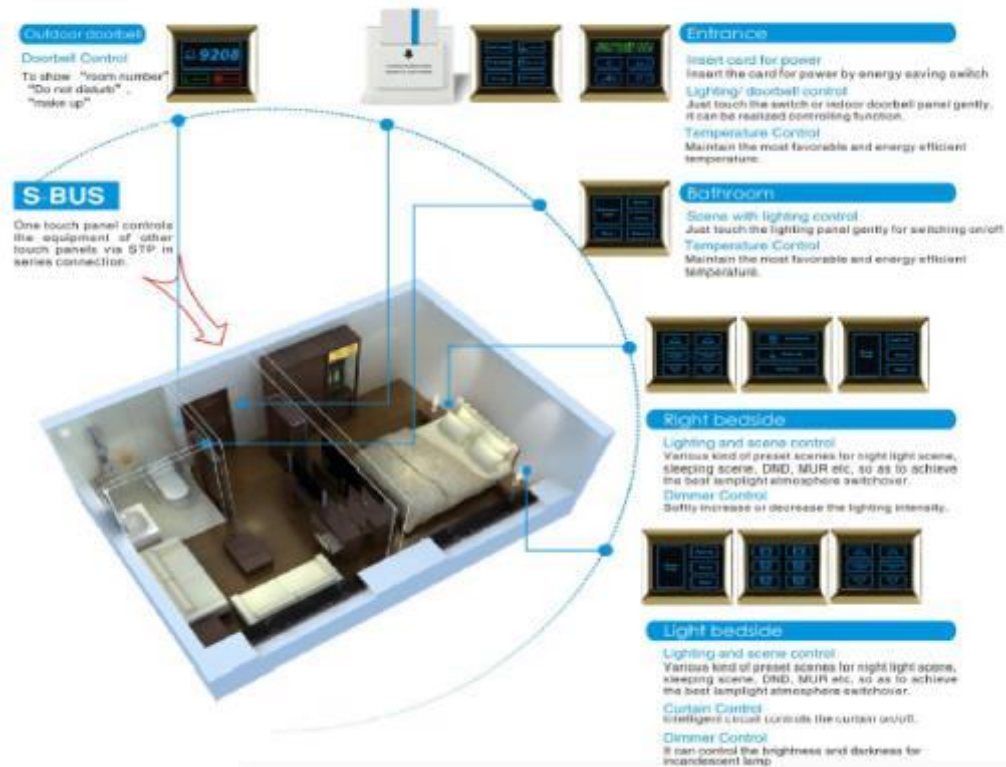 Outdoor doorbell
Doorbell Control
To show "room number"
"Do not disturb" ,
"make up"
9208
S-BUS
One touch panel controls
the equipment of other
touch panels via STP in
series connection.
Entrance
Insert card for power
Insert the card for power by energy saving switch
Lighting/ doorbell control
Just touch the switch or indoor doorbell panel gently.
it can be realized controlling function.
Temperature Control
Maintain the most favorable and energy efficient
temperature.
Bathroom
Scene with lighting control
Just touch the lighting panel gently for switching on/off
Temperature Control
Maintain the most favorable and energy efficient
temperature.
Right bedside
Lighting and scene control
Various kind of preset scenes for night light scene,
sleeping scene, DND, MUR etc, so as to achieve
the best lamplight atmosphere switchover.
Dimmer Control
Softly increase or decrease the lighting intensity.
Light bedside
Lighting and scene control
Various kind of preset scenes for night light scene,
sleeping scene, DND, MUR etc, so as to achieve
the best lamplight atmosphere switchover.
Curtain Control
Intelligent circuit controls the curtain on/off.
Dimmer Control
It can control the brightness and darkness for
incandescent lamp